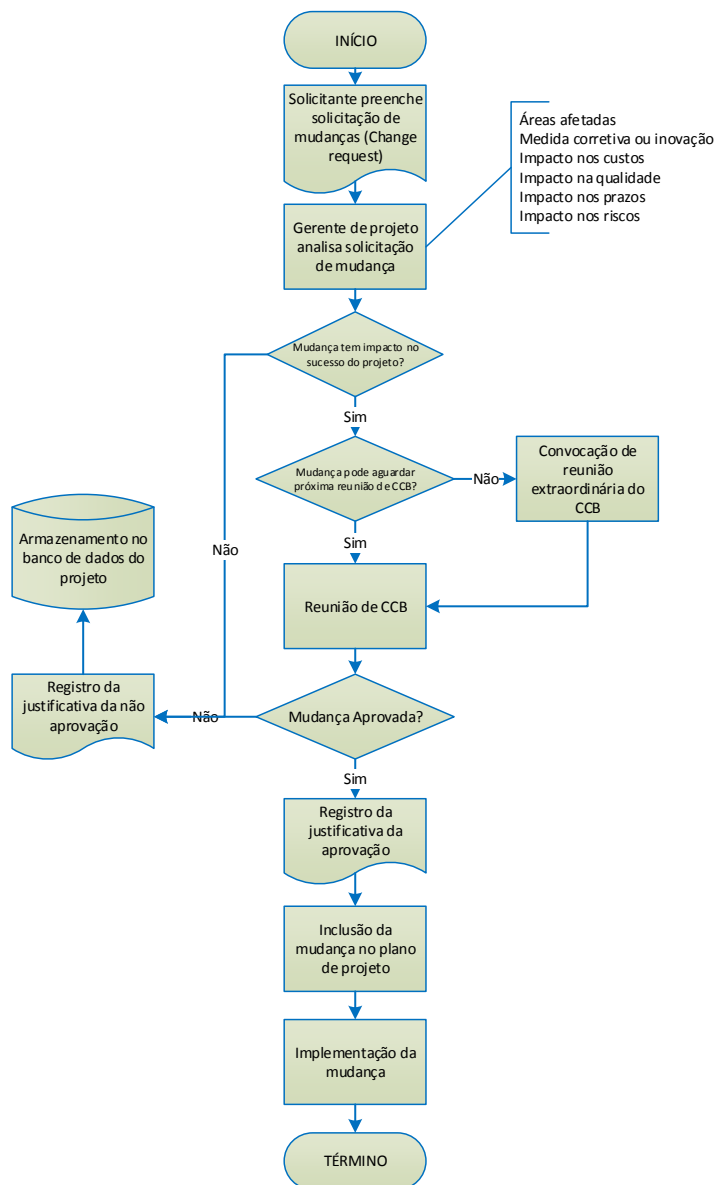 INÍCIO
Solicitante preenche
solicitação de
mudanças (Change
request)
Áreas afetadas
Medida corretiva ou inovação
Impacto nos custos
Impacto na qualidade
Impacto nos prazos
Impacto nos riscos
Gerente de projeto
analisa solicitação
de mudança
Mudança tem impacto no
sucesso do projeto?
Sim
Mudança pode aguardar
próxima reunião de CCB?
Não
Convocação de
reunião
extraordinária do
CCB
Sim
Não
Armazenamento no
banco de dados do
projeto
Reunião de CCB
Registro da
justificativa da não
aprovação
Não
Mudança Aprovada?
Sim
Registro da
justificativa da
aprovação
Inclusão da
mudança no plano
de projeto
Implementação da
mudança
TÉRMINO